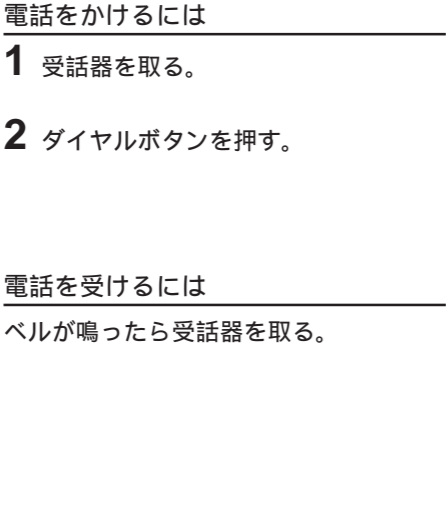 電話をかけるには
1 受話器を取る。
2 ダイヤルボタンを押す。
電話を受けるには
ベルが鳴ったら受話器を取る。